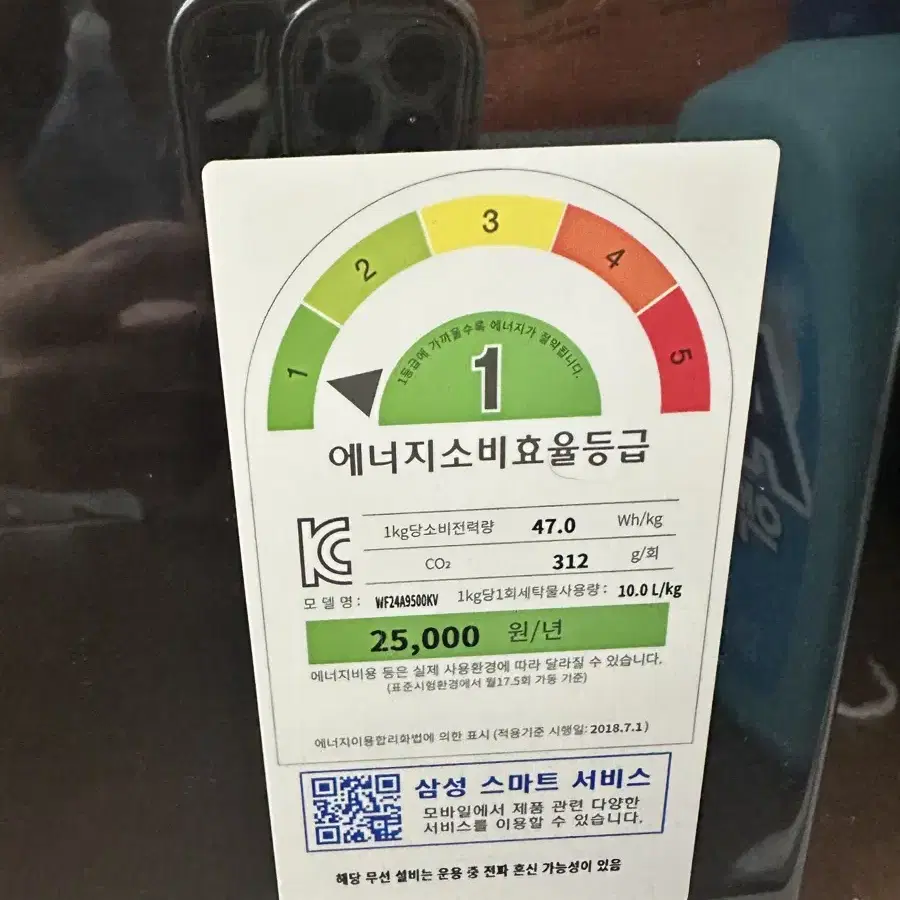 1 2 3 4 5
1등급에 가까울수록 에너지가 절약됩니다.
1
에너지소비효율등급
1kg당소비전력량 47.0 Wh/kg
CO₂ 312 g/회
모 델 명 : WF24A9500KV 1kg당1회세탁물사용량 : 10.0 L/kg
25,000 원/년
에너지비용 등은 실제 사용환경에 따라 달라질 수 있습니다.
(표준시험환경에서 월17.5회 가동 기준)
에너지이용합리화법에 의한 표시 (적용기준 시행일: 2018.7.1)
삼성 스마트 서비스
모바일에서 제품 관련 다양한
서비스를 이용할 수 있습니다.
해당 무선 설비는 운용 중 전파 혼신 가능성이 있음